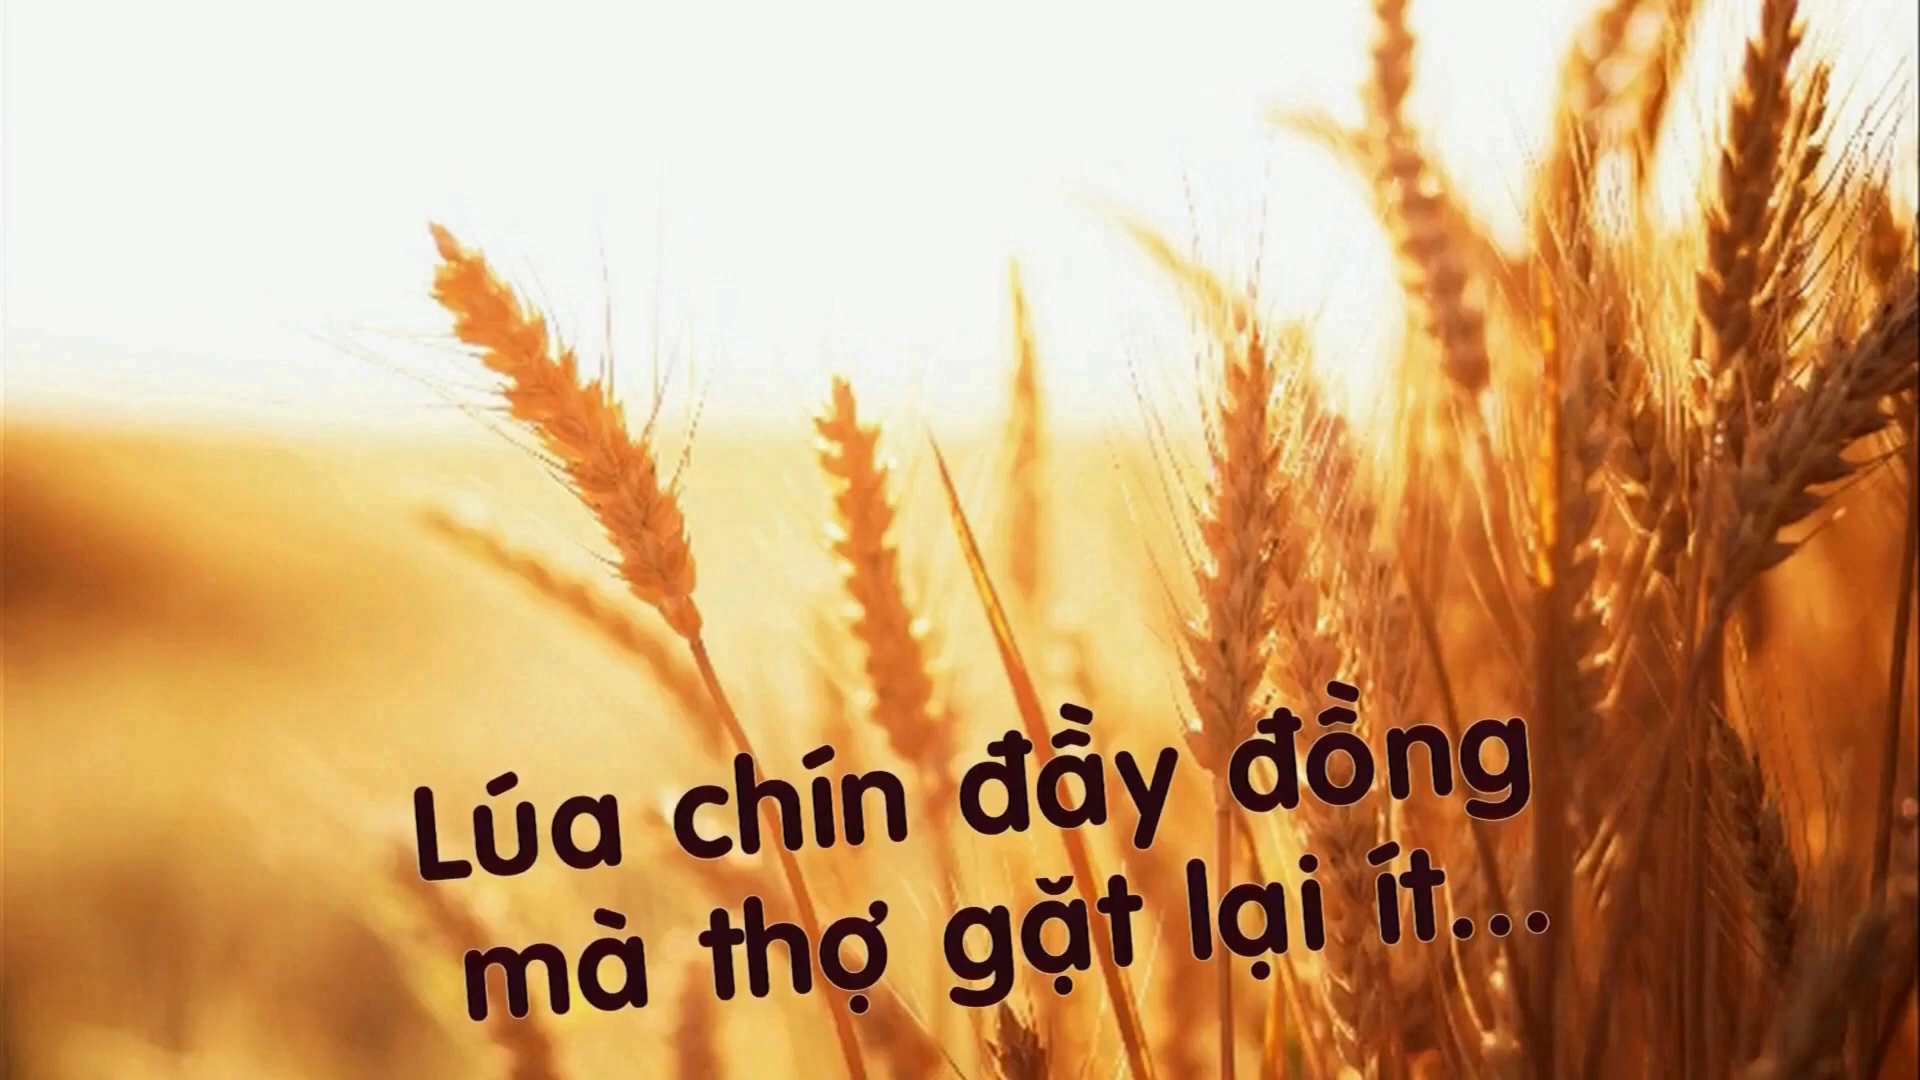 Lúa chín đầy đồng
mà thợ gặt lại ít...